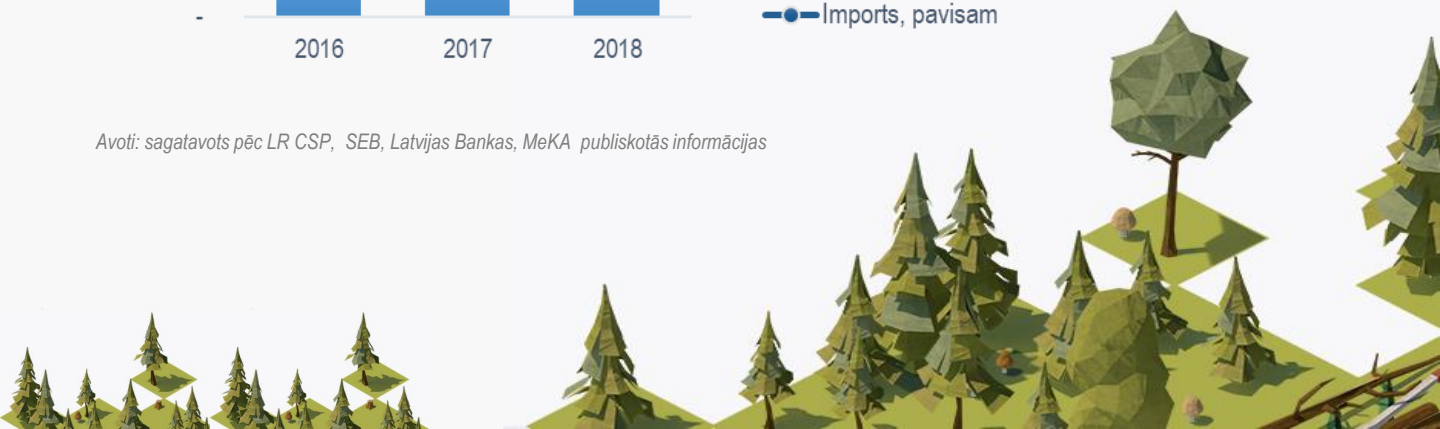 -
Imports, pavisam
2016 2017 2018
Avoti: sagatavots pēc LR CSP, SEB, Latvijas Bankas, MeKA publiskotās informācijas